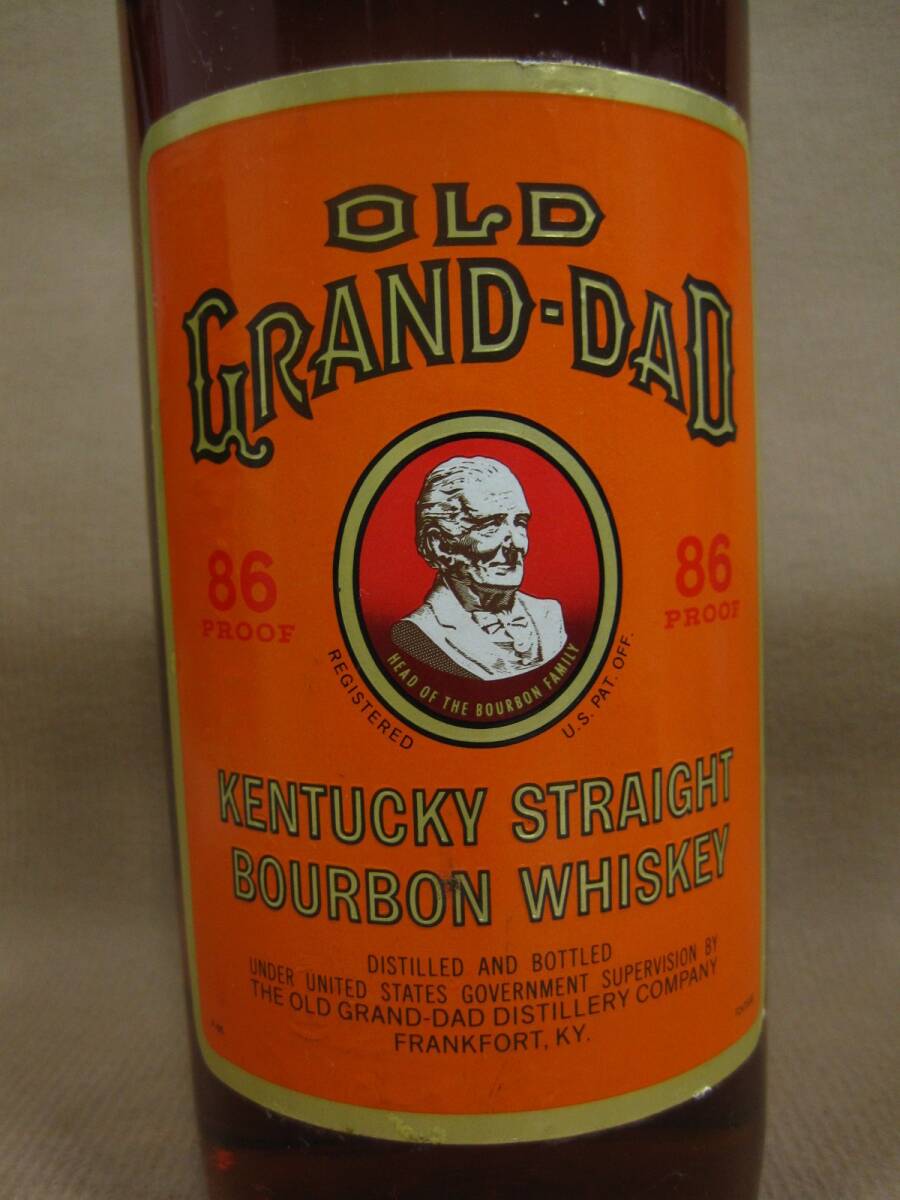 OLD
GRAND-DAD
86
PROOF
86
PROOF
HEAD OF THE BOURBON FAMILY
REGISTERED
U.S. PAT. OFF.
KENTUCKY STRAIGHT
BOURBON WHISKEY
DISTILLED AND BOTTLED
UNDER UNITED STATES GOVERNMENT SUPERVISION BY
THE OLD GRAND-DAD DISTILLERY COMPANY
FRANKFORT, KY.